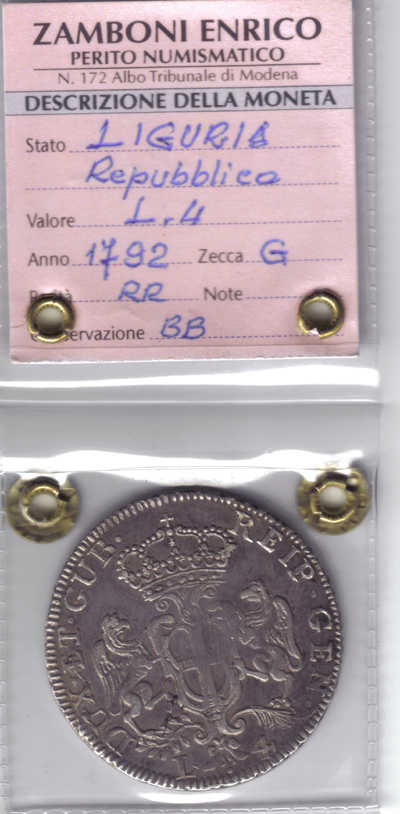 ZAMBONI ENRICO
PERITO NUMISMATICO
N. 172 Albo Tribunale di Modena
DESCRIZIONE DELLA MONETA
Stato LIGURIA
Repubblica
Valore L. 4
Anno 1792 Zecca G
RR Note
ervazione BB
DUX·ET·GUB· REIP·GEN·
L·4